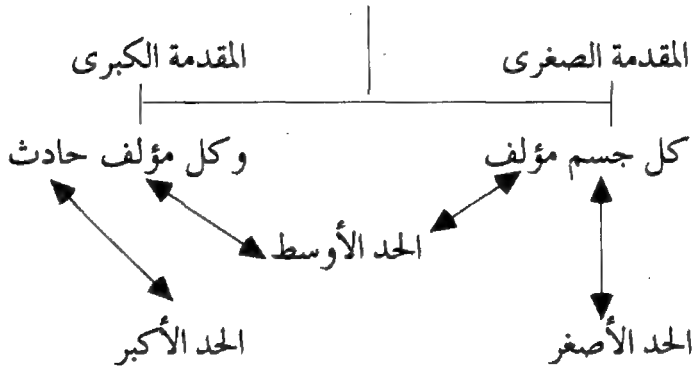 المقدمة الصغرى
المقدمة الكبرى
كل جسم مؤلف
وكل مؤلف حادث
الحد الأوسط
الحد الأصغر
الحد الأكبر